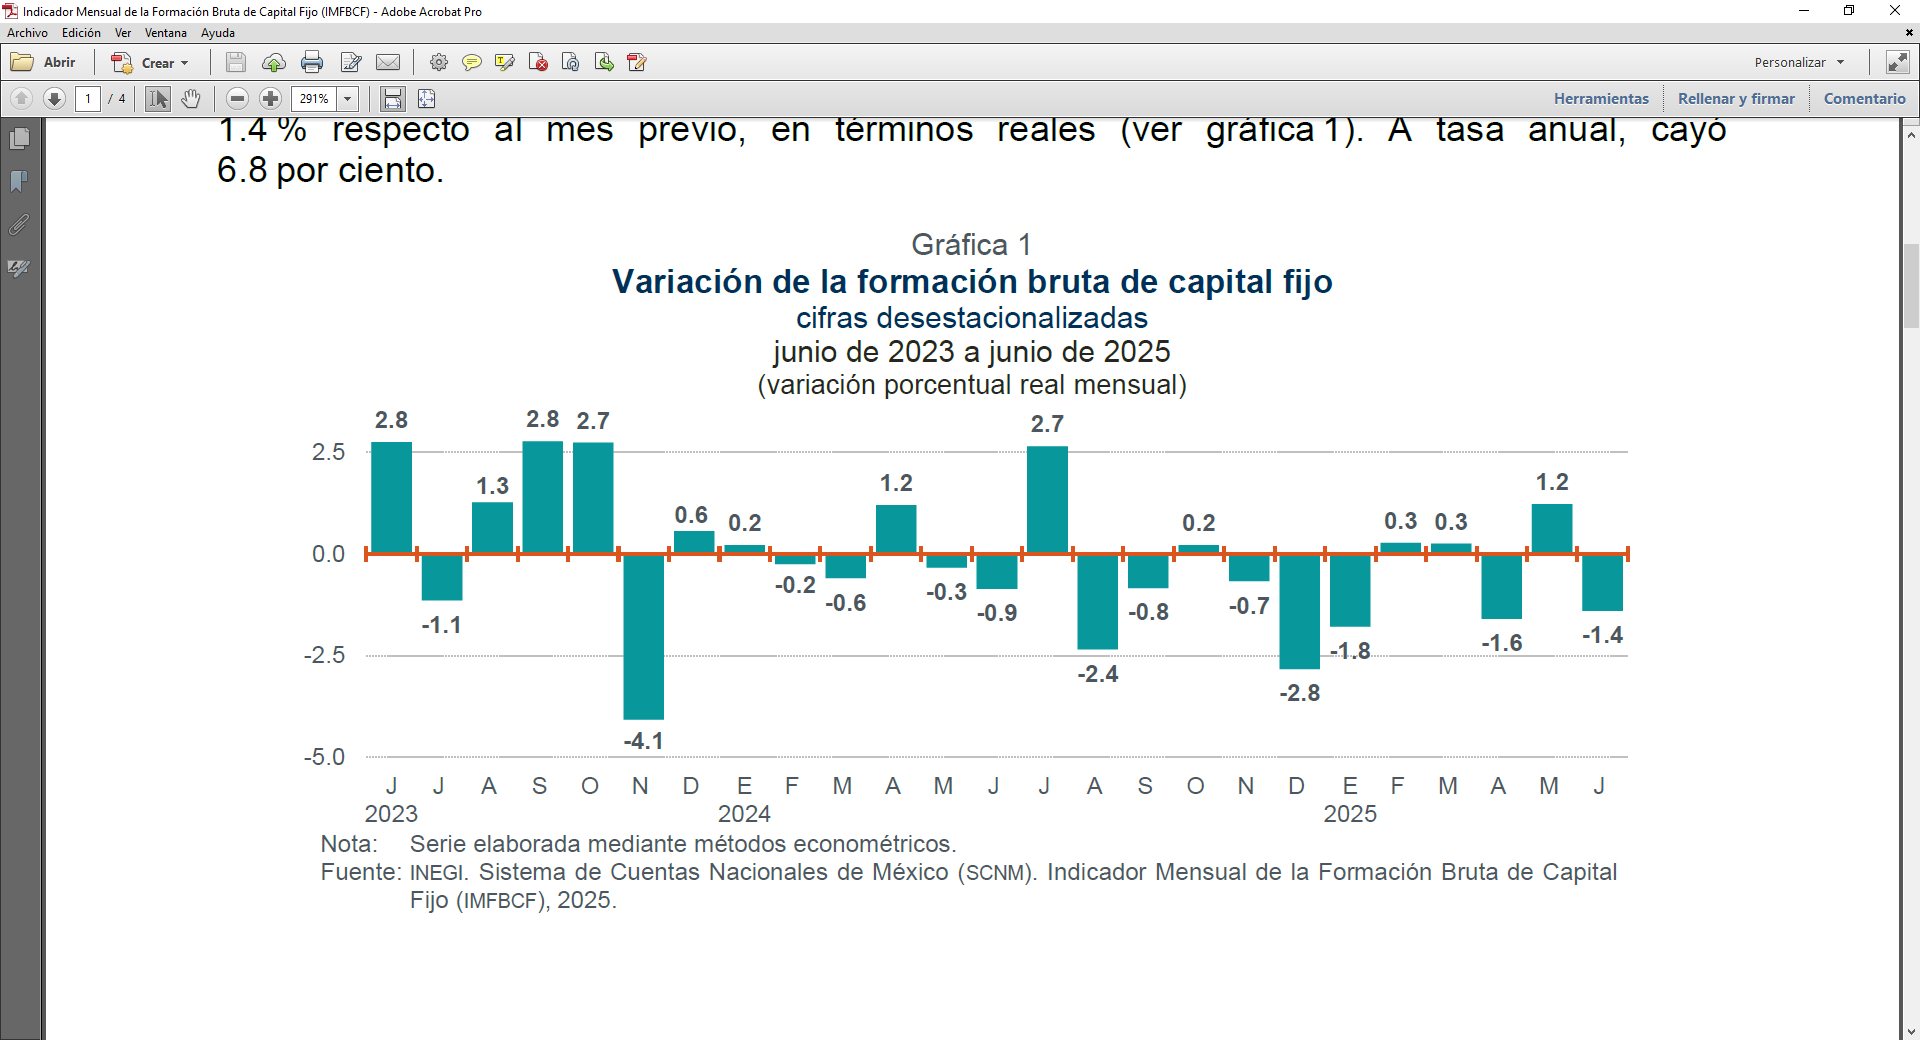 Indicador Mensual de la Formación Bruta de Capital Fijo (IMFBCF) - Adobe Acrobat Pro
Archivo Edición Ver Ventana Ayuda
Abrir Crear Personalizar
1 / 4 291% Herramientas Rellenar y firmar Comentario
1.4 % respecto al mes previo, en términos reales (ver gráfica 1). A tasa anual, cayó
6.8 por ciento.
Gráfica 1
Variación de la formación bruta de capital fijo
cifras desestacionalizadas
junio de 2023 a junio de 2025
(variación porcentual real mensual)
2.8 -1.1 1.3 2.8 2.7 -4.1 0.6 0.2 -0.2 -0.6 1.2 -0.3 -0.9 2.7 -2.4 -0.8 0.2 -0.7 -2.8 -1.8 0.3 0.3 -1.6 1.2 -1.4
2.5
0.0
-2.5
-5.0
J J A S O N D E F M A M J J A S O N D E F M A M J
2023 2024 2025
Nota: Serie elaborada mediante métodos econométricos.
Fuente: INEGI. Sistema de Cuentas Nacionales de México (SCNM). Indicador Mensual de la Formación Bruta de Capital
Fijo (IMFBCF), 2025.